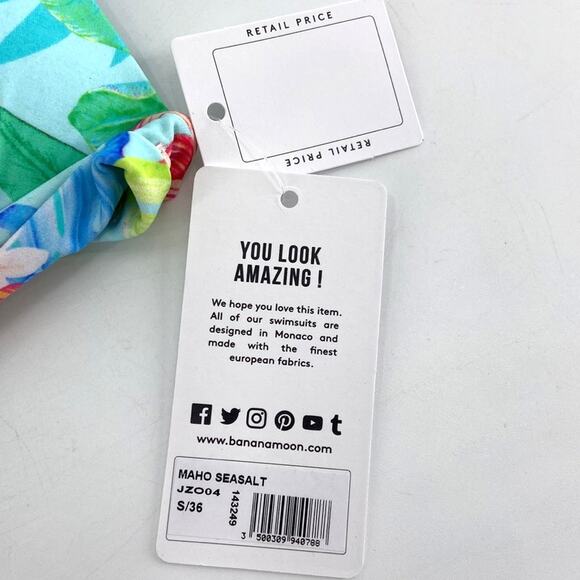 RETAIL PRICE
RETAIL PRICE
YOU LOOK
AMAZING !
We hope you love this item.
All of our swimsuits are
designed in Monaco and
made with the finest
european fabrics.
www.bananamoon.com
MAHO SEASALT
JZO04
S/36
143249
3 500309 940788